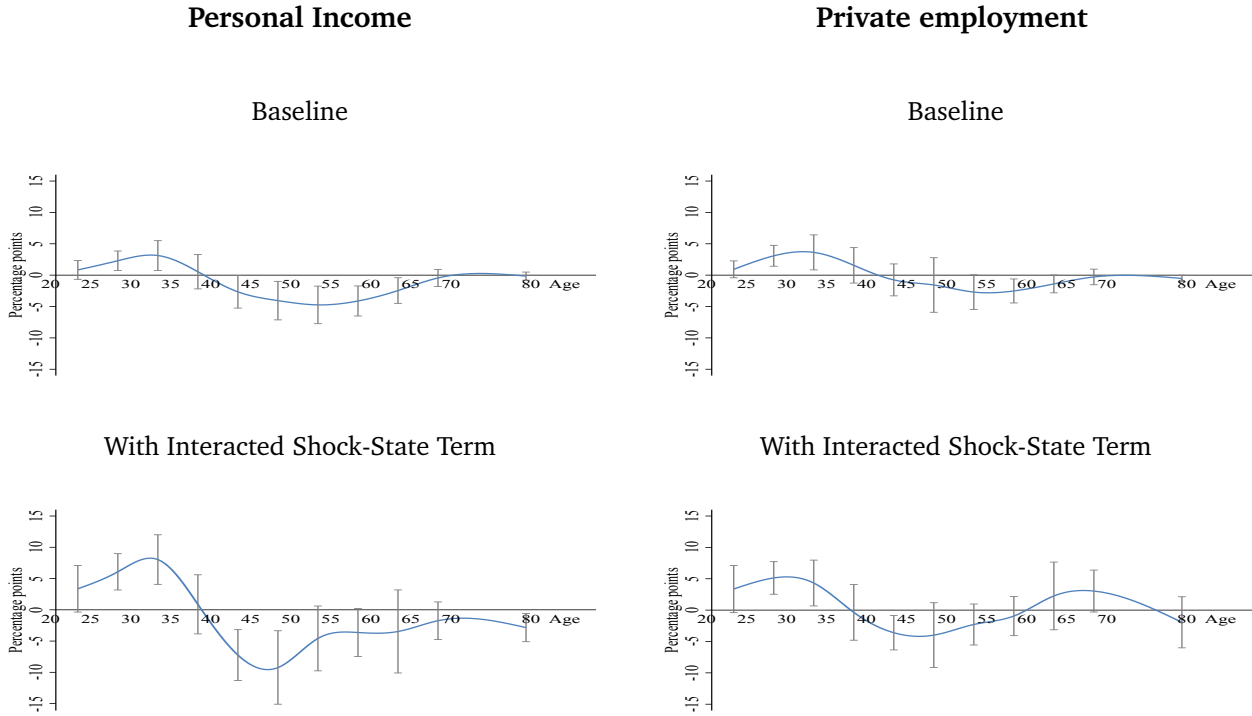 Personal Income
Private employment
Baseline
Baseline
Percentage points
15
10
5
0
-5
-10
-15
20 25 30 35 40 45 50 55 60 65 70 80 Age
Percentage points
15
10
5
0
-5
-10
-15
20 25 30 35 40 45 50 55 60 65 70 80 Age
With Interacted Shock-State Term
With Interacted Shock-State Term
Percentage points
15
10
5
0
-5
-10
-15
20 25 30 35 40 45 50 55 60 65 70 80 Age
Percentage points
15
10
5
0
-5
-10
-15
20 25 30 35 40 45 50 55 60 65 70 80 Age